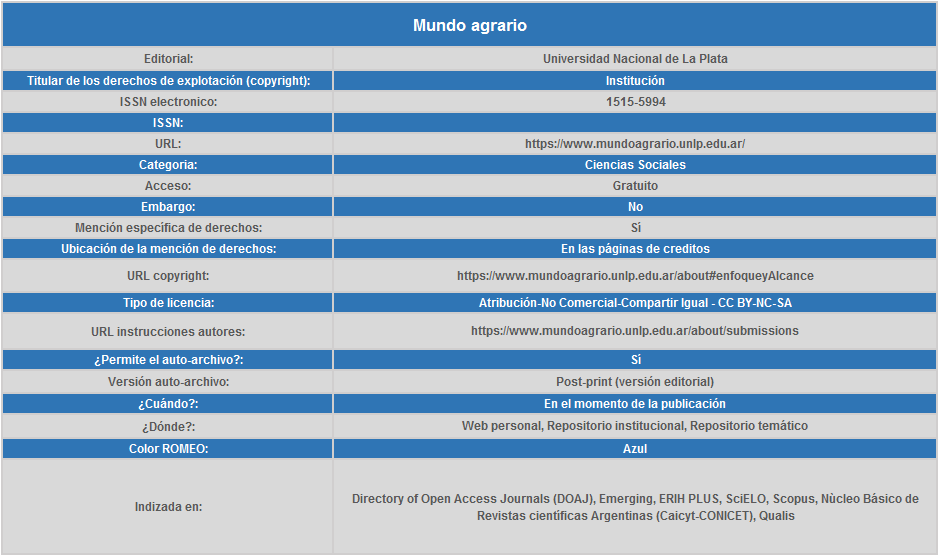 Mundo agrario
Editorial: Universidad Nacional de La Plata
Titular de los derechos de explotación (copyright): Institución
ISSN electronico: 1515-5994
ISSN:
URL: https://www.mundoagrario.unlp.edu.ar/
Categoria: Ciencias Sociales
Acceso: Gratuito
Embargo: No
Mención específica de derechos: Sí
Ubicación de la mención de derechos: En las páginas de creditos
URL copyright: https://www.mundoagrario.unlp.edu.ar/about#enfoqueyAlcance
Tipo de licencia: Atribución-No Comercial-Compartir Igual - CC BY-NC-SA
URL instrucciones autores: https://www.mundoagrario.unlp.edu.ar/about/submissions
¿Permite el auto-archivo?: Sí
Versión auto-archivo: Post-print (versión editorial)
¿Cuándo?: En el momento de la publicación
¿Dónde?: Web personal, Repositorio institucional, Repositorio temático
Color ROMEO: Azul
Indizada en: Directory of Open Access Journals (DOAJ), Emerging, ERIH PLUS, SciELO, Scopus, Nùcleo Básico de
Revistas científicas Argentinas (Caicyt-CONICET), Qualis